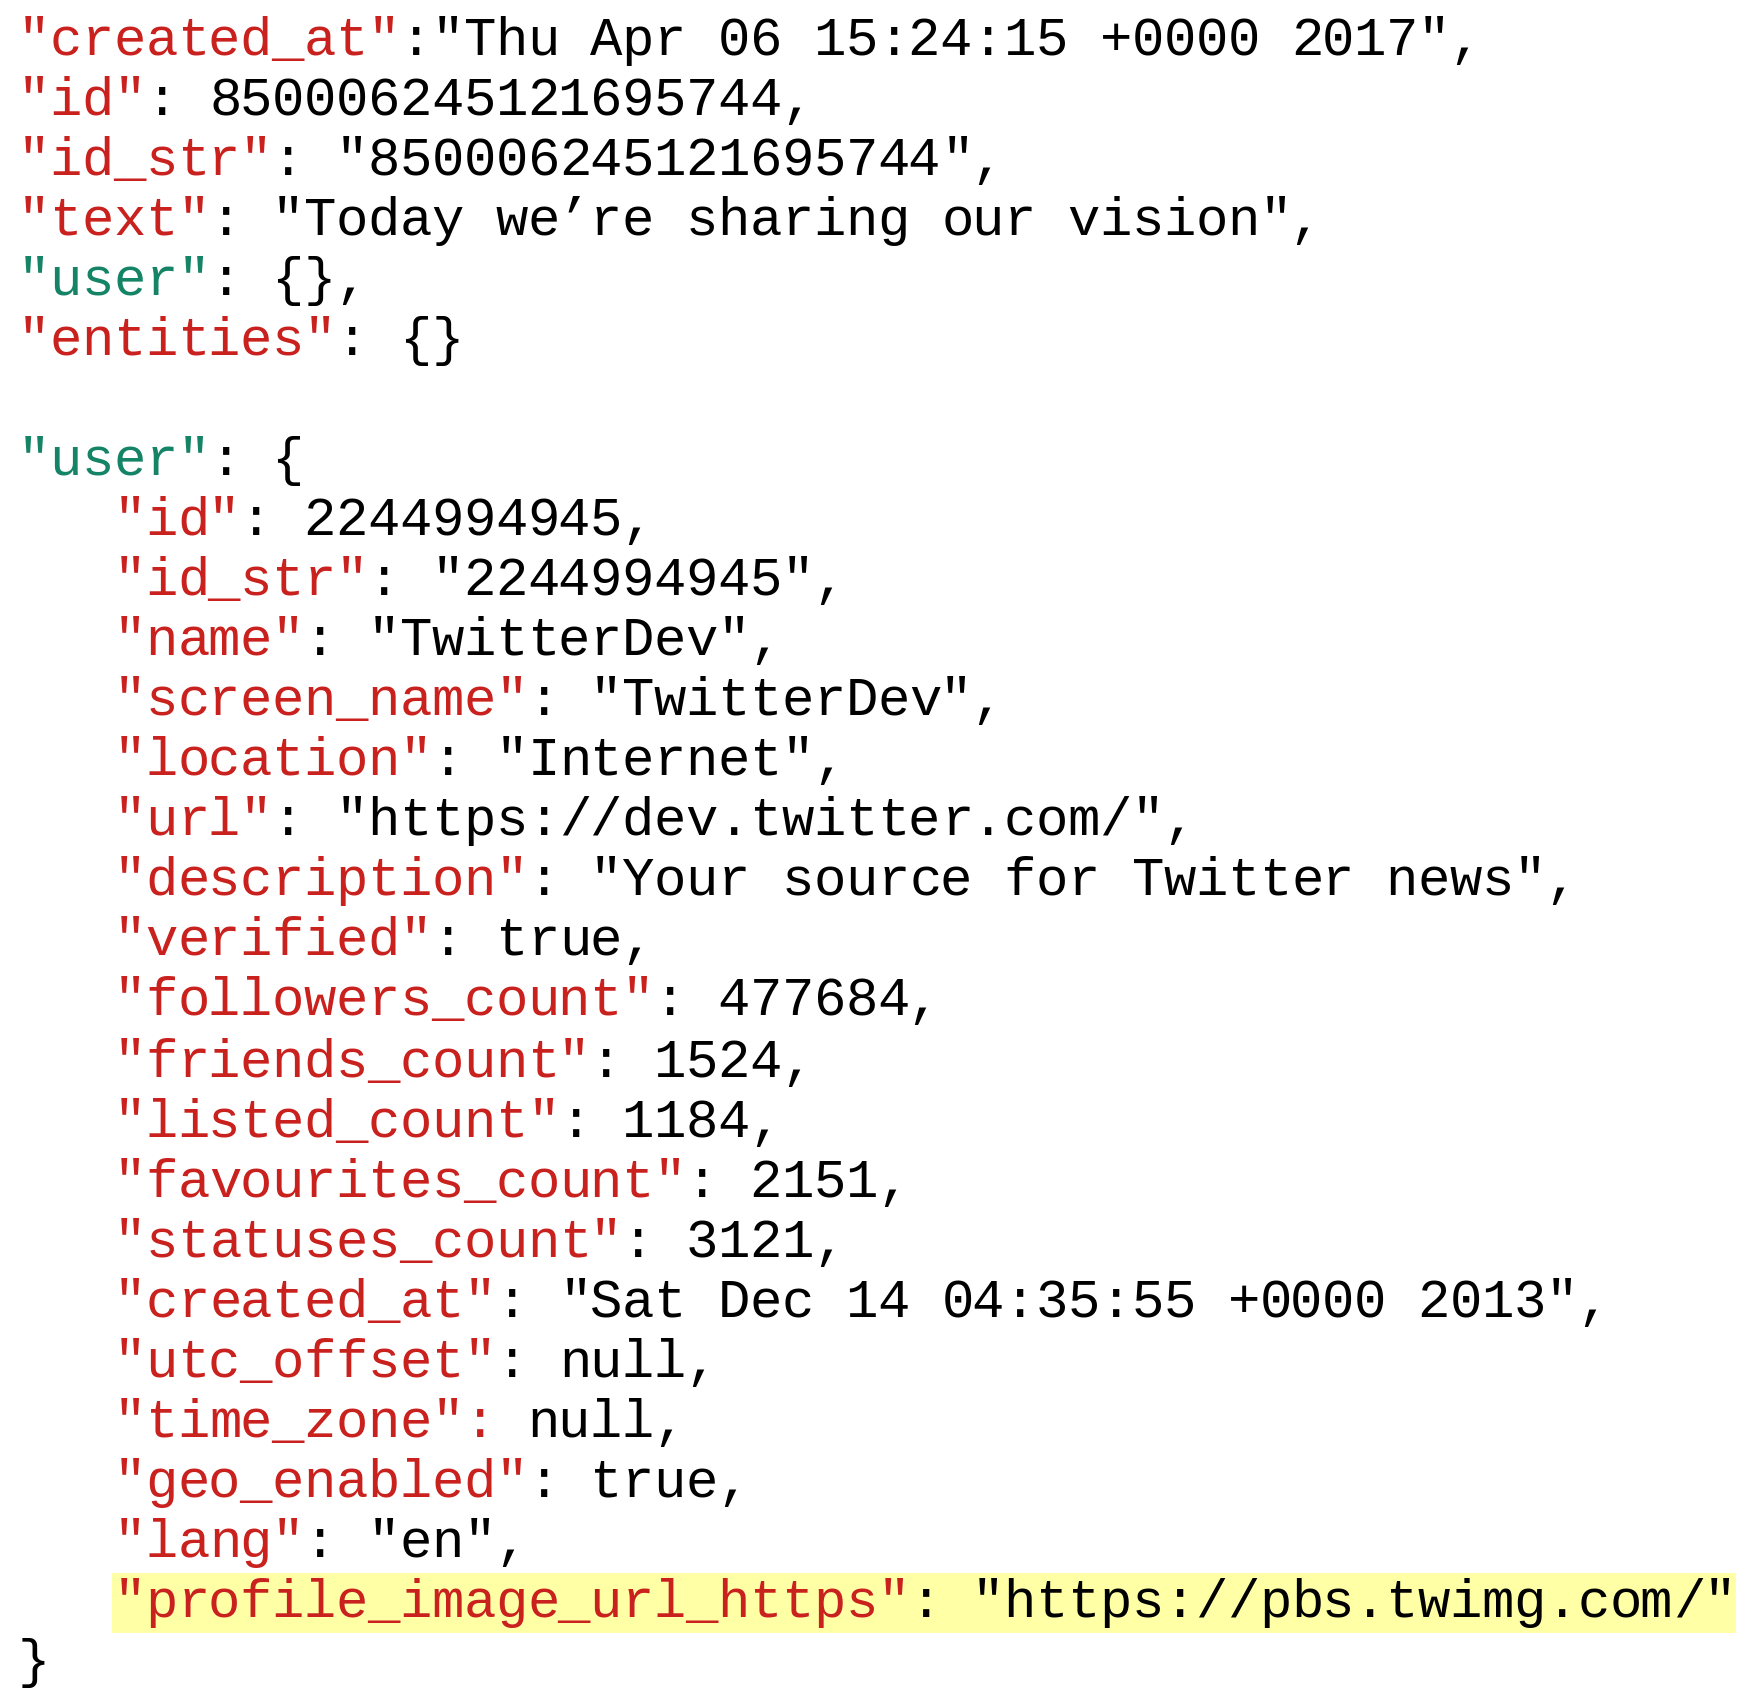 "created_at":"Thu Apr 06 15:24:15 +0000 2017",
"id": 850006245121695744,
"id_str": "850006245121695744",
"text": "Today we’re sharing our vision",
"user": {},
"entities": {}

"user": {
   "id": 2244994945,
   "id_str": "2244994945",
   "name": "TwitterDev",
   "screen_name": "TwitterDev",
   "location": "Internet",
   "url": "https://dev.twitter.com/",
   "description": "Your source for Twitter news",
   "verified": true,
   "followers_count": 477684,
   "friends_count": 1524,
   "listed_count": 1184,
   "favourites_count": 2151,
   "statuses_count": 3121,
   "created_at": "Sat Dec 14 04:35:55 +0000 2013",
   "utc_offset": null,
   "time_zone": null,
   "geo_enabled": true,
   "lang": "en",
   "profile_image_url_https": "https://pbs.twimg.com/"
}